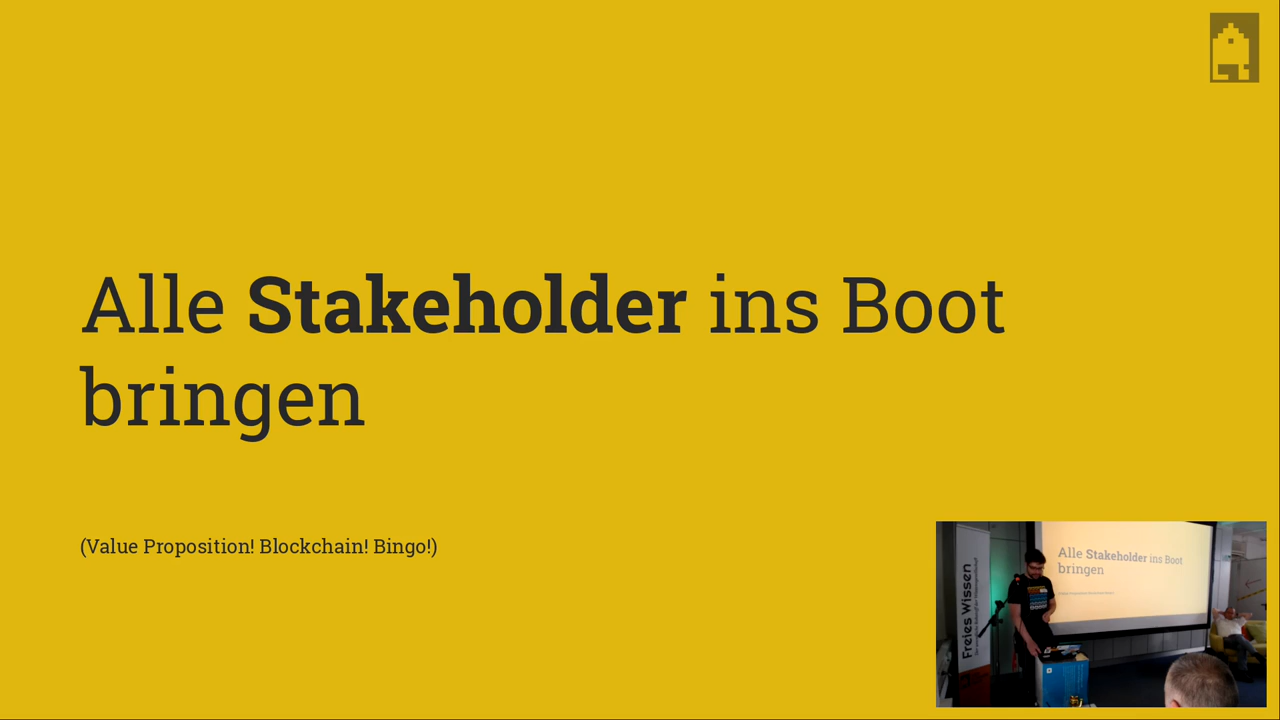 Alle Stakeholder ins Boot
bringen
(Value Proposition! Blockchain! Bingo!)
Freies Wissen
Alle Stakeholder ins Boot
bringen